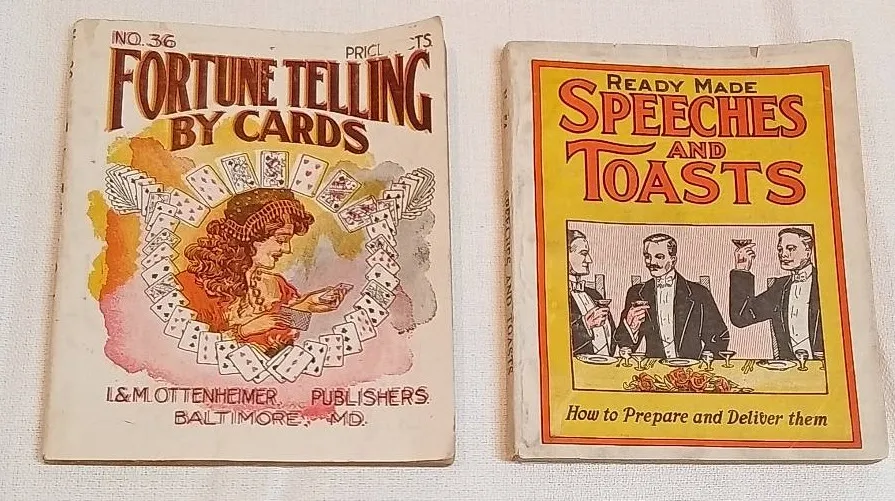 NO. 36
FORTUNE TELLING
BY CARDS
I. & M. OTTENHEIMER PUBLISHERS
BALTIMORE, MD.
READY MADE
SPEECHES
AND
TOASTS
SPEECHES AND TOASTS
How to Prepare and Deliver them